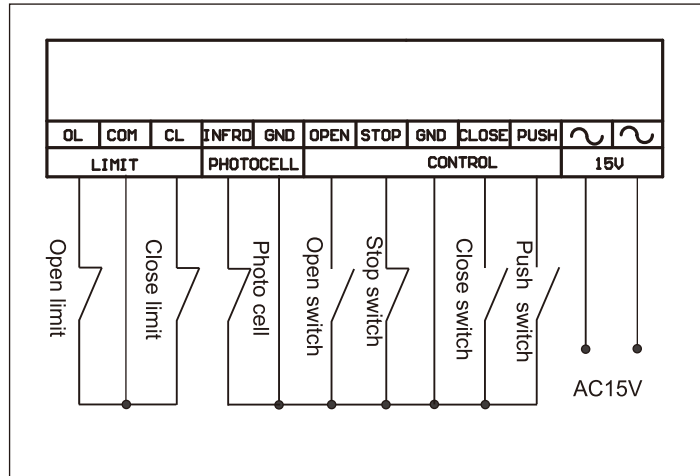 OL COM CL INFRD GND OPEN STOP GND CLOSE PUSH
LIMIT PHOTOCELL CONTROL 15V
Open limit
Close limit
Photo cell
Open switch
Stop switch
Close switch
Push switch
AC15V